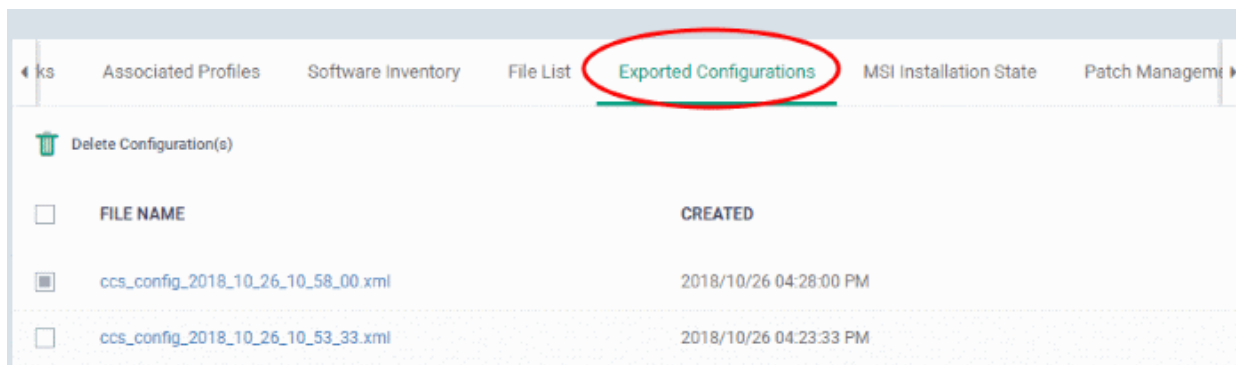 ks Associated Profiles Software Inventory File List Exported Configurations MSI Installation State Patch Manageme
Delete Configuration(s)
FILE NAME CREATED
ccs_config_2018_10_26_10_58_00.xml 2018/10/26 04:28:00 PM
ccs_config_2018_10_26_10_53_33.xml 2018/10/26 04:23:33 PM